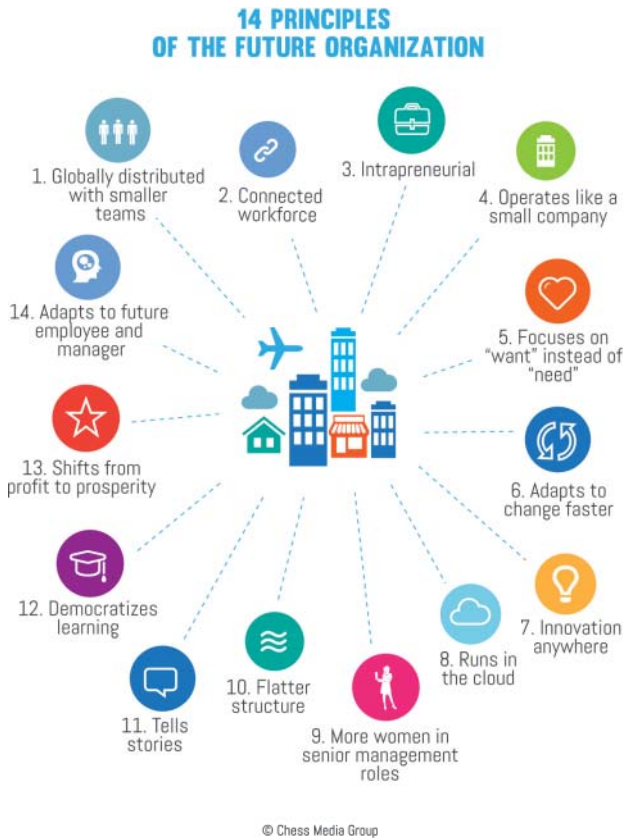 14 PRINCIPLES
OF THE FUTURE ORGANIZATION
1. Globally distributed
with smaller
teams
2. Connected
workforce
3. Intrapreneurial
4. Operates like a
small company
5. Focuses on
“want” instead of
“need”
6. Adapts to
change faster
7. Innovation
anywhere
8. Runs in
the cloud
9. More women in
senior management
roles
10. Flatter
structure
11. Tells
stories
12. Democratizes
learning
13. Shifts from
profit to prosperity
14. Adapts to future
employee and
manager
© Chess Media Group